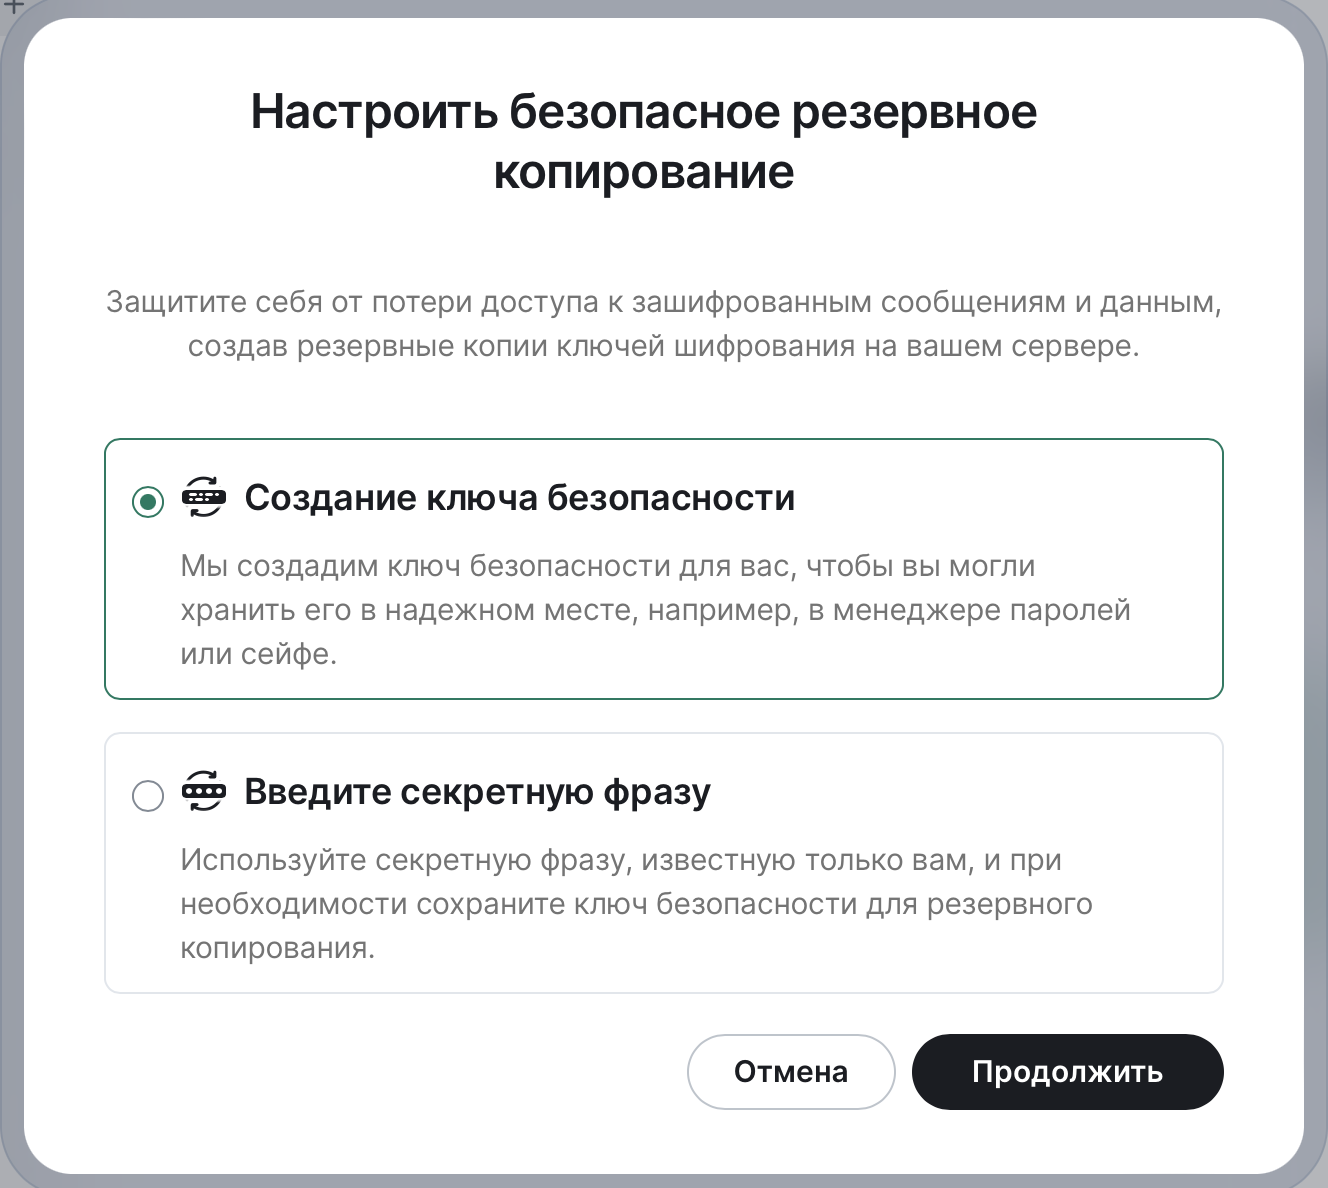 Настроить безопасное резервное
копирование
Защитите себя от потери доступа к зашифрованным сообщениям и данным,
создав резервные копии ключей шифрования на вашем сервере.
Создание ключа безопасности
Мы создадим ключ безопасности для вас, чтобы вы могли
хранить его в надежном месте, например, в менеджере паролей
или сейфе.
Введите секретную фразу
Используйте секретную фразу, известную только вам, и при
необходимости сохраните ключ безопасности для резервного
копирования.
Отмена
Продолжить